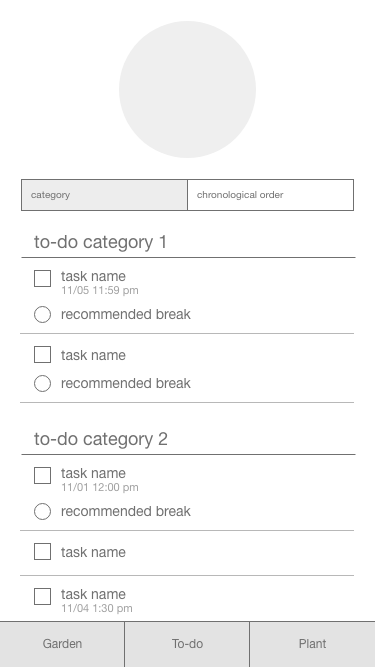 category
chronological order
to-do category 1
task name
11/05 11:59 pm
recommended break
task name
recommended break
to-do category 2
task name
11/01 12:00 pm
recommended break
task name
task name
11/04 1:30 pm
Garden
To-do
Plant